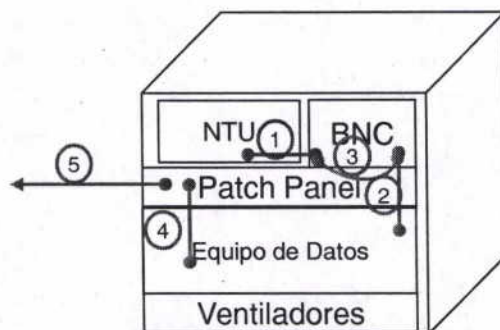 NTU
1
BNC
3
5
Patch Panel
2
4
Equipo de Datos
Ventiladores